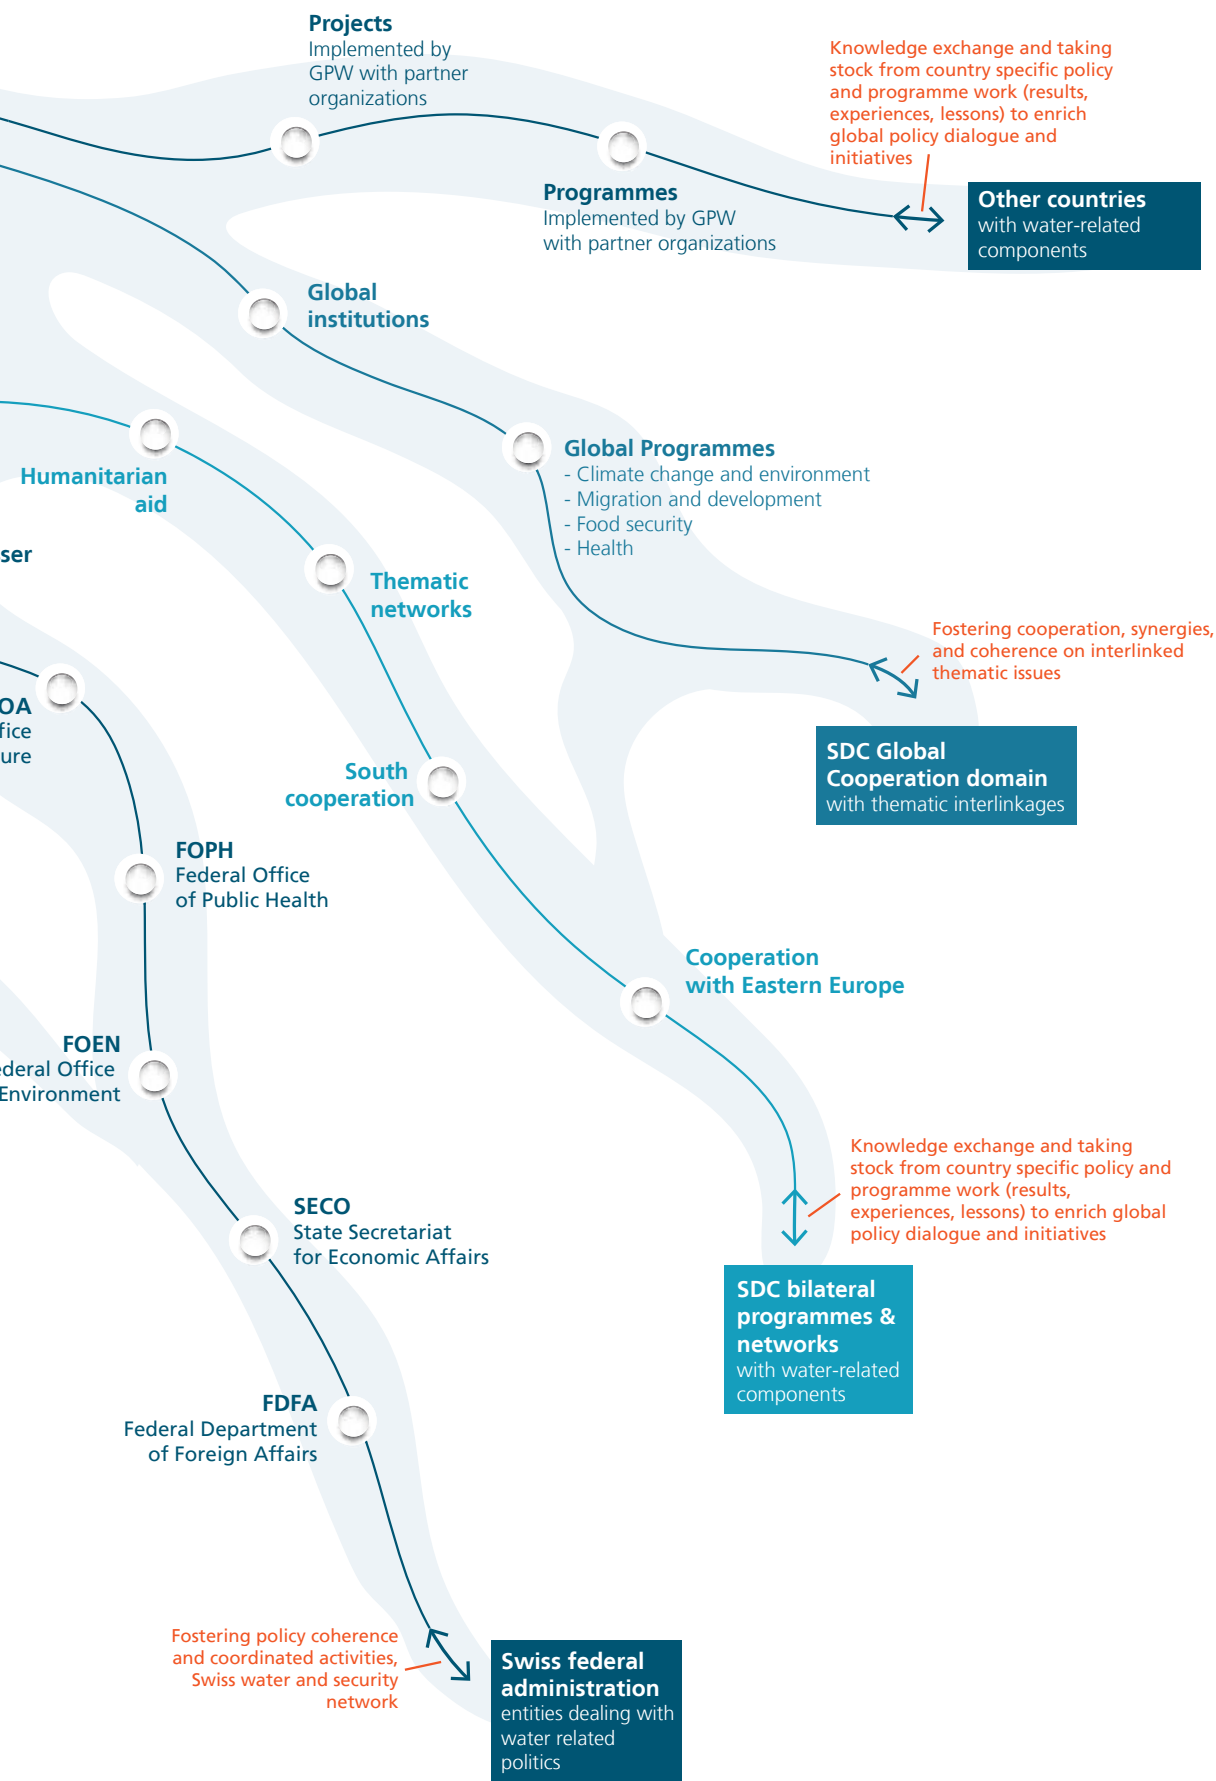 Projects
Implemented by
GPW with partner
organizations
Knowledge exchange and taking
stock from country specific policy
and programme work (results,
experiences, lessons) to enrich
global policy dialogue and
initiatives
Programmes
Implemented by GPW
with partner organizations
Other countries
with water-related
components
Global
institutions
Global Programmes
- Climate change and environment
- Migration and development
- Food security
- Health
Humanitarian
aid
ser
Thematic
networks
Fostering cooperation, synergies,
and coherence on interlinked
thematic issues
OA
fice
ure
SDC Global
Cooperation domain
with thematic interlinkages
South
cooperation
FOPH
Federal Office
of Public Health
Cooperation
with Eastern Europe
FOEN
ederal Office
Environment
Knowledge exchange and taking
stock from country specific policy and
programme work (results,
experiences, lessons) to enrich global
policy dialogue and initiatives
SECO
State Secretariat
for Economic Affairs
SDC bilateral
programmes &
networks
with water-related
components
FDFA
Federal Department
of Foreign Affairs
Fostering policy coherence
and coordinated activities,
Swiss water and security
network
Swiss federal
administration
entities dealing with
water related
politics